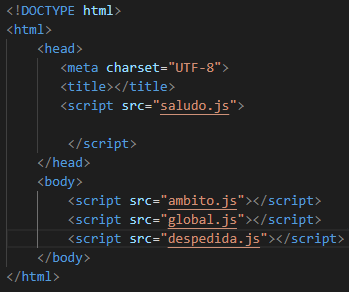 <!DOCTYPE html>
<html>
<head>
<meta charset="UTF-8">
<title></title>
<script src="saludo.js">
</script>
</head>
<body>
<script src="ambito.js"></script>
<script src="global.js"></script>
<script src="despedida.js"></script>
</body>
</html>